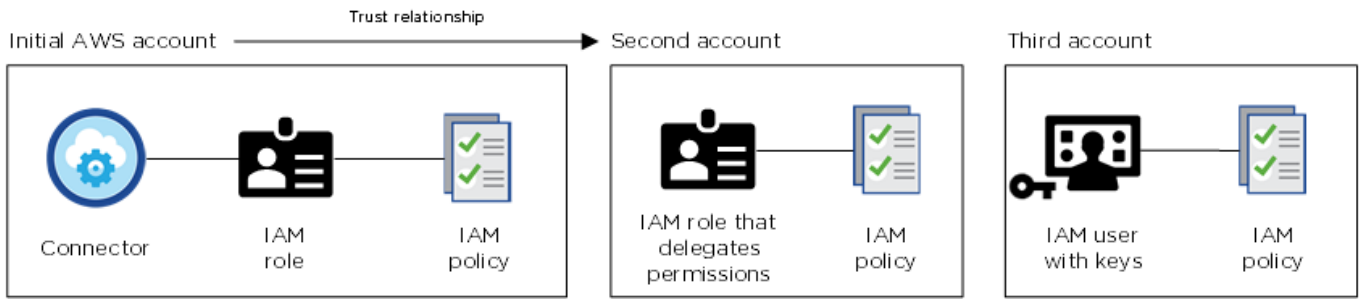 Trust relationship
Initial AWS account
Second account
Third account
Connector
IAM
role
IAM
policy
IAM role that
delegates
permissions
IAM
policy
IAM user
with keys
IAM
policy